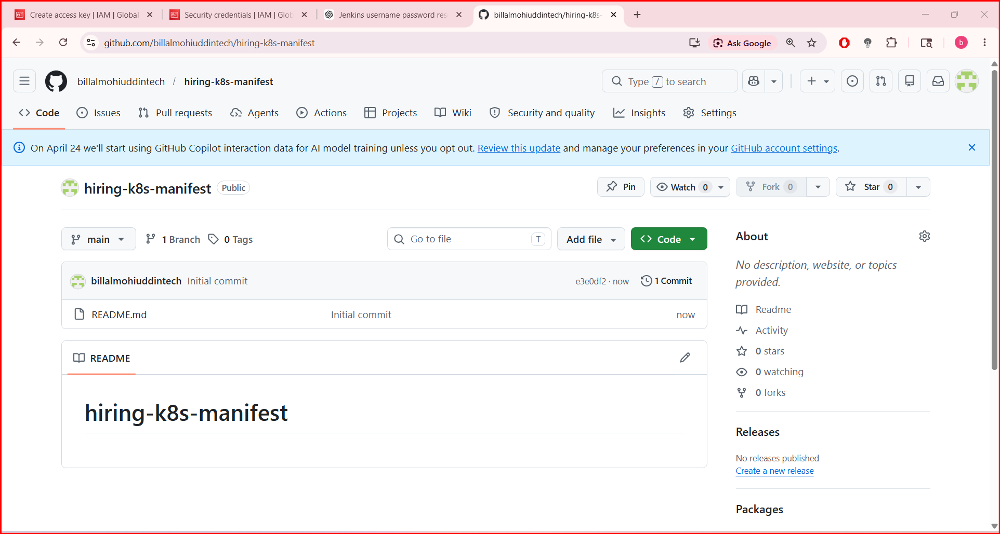 Create access key | IAM | Global
Security credentials | IAM | Glob
Jenkins username password res
billalmohiuddintech/hiring-k8s-
github.com/billalmohiuddintech/hiring-k8s-manifest
Ask Google
b
billalmohiuddintech / hiring-k8s-manifest
Type / to search
Code
Issues
Pull requests
Agents
Actions
Projects
Wiki
Security and quality
Insights
Settings
On April 24 we'll start using GitHub Copilot interaction data for AI model training unless you opt out. Review this update and manage your preferences in your GitHub account settings.
hiring-k8s-manifest Public
Pin
Watch 0
Fork 0
Star 0
main
1 Branch
0 Tags
Go to file T
Add file
Code
billalmohiuddintech Initial commit
e3e0df2 · now
1 Commit
README.md Initial commit now
README
hiring-k8s-manifest
About
No description, website, or topics
provided.
Readme
Activity
0 stars
0 watching
0 forks
Releases
No releases published
Create a new release
Packages